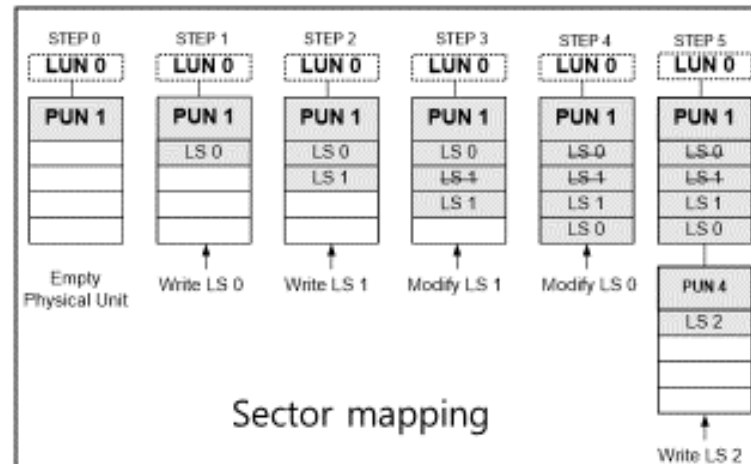 STEP 0 STEP 1 STEP 2 STEP 3 STEP 4 STEP 5
LUN 0 LUN 0 LUN 0 LUN 0 LUN 0 LUN 0
PUN 1 PUN 1 PUN 1 PUN 1 PUN 1 PUN 1
LS 0 LS 0 LS 0 LS 0 LS 0
LS 1 LS 1 LS 1 LS 1
LS 1 LS 1 LS 1
LS 0 LS 0
Empty
Physical Unit
Write LS 0 Write LS 1 Modify LS 1 Modify LS 0
PUN 4
LS 2
Sector mapping
Write LS 2